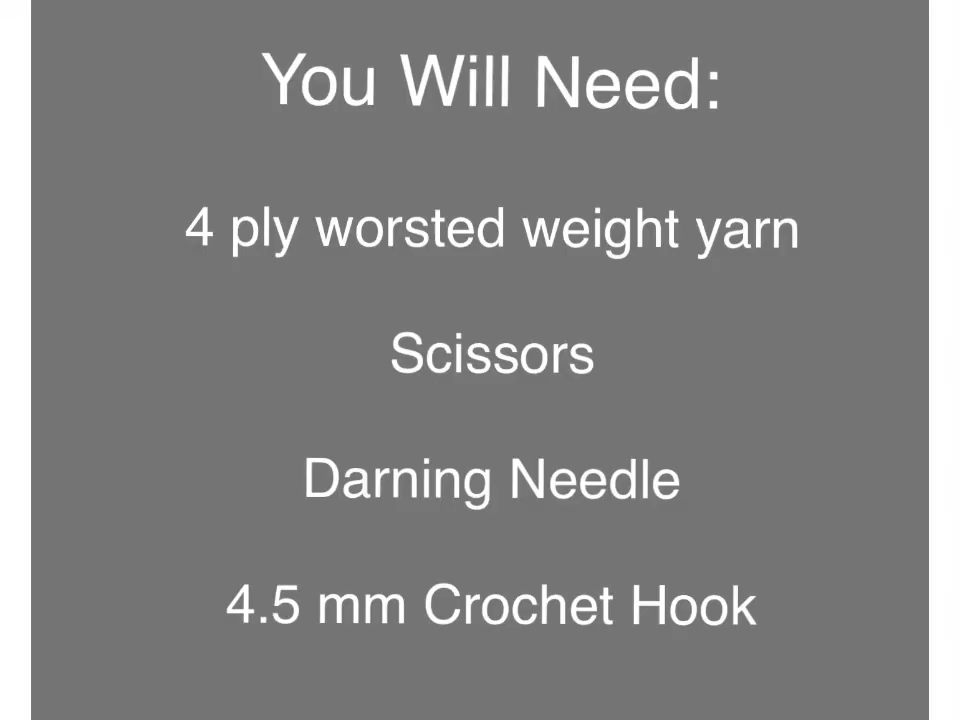 You Will Need:
4 ply worsted weight yarn
Scissors
Darning Needle
4.5 mm Crochet Hook